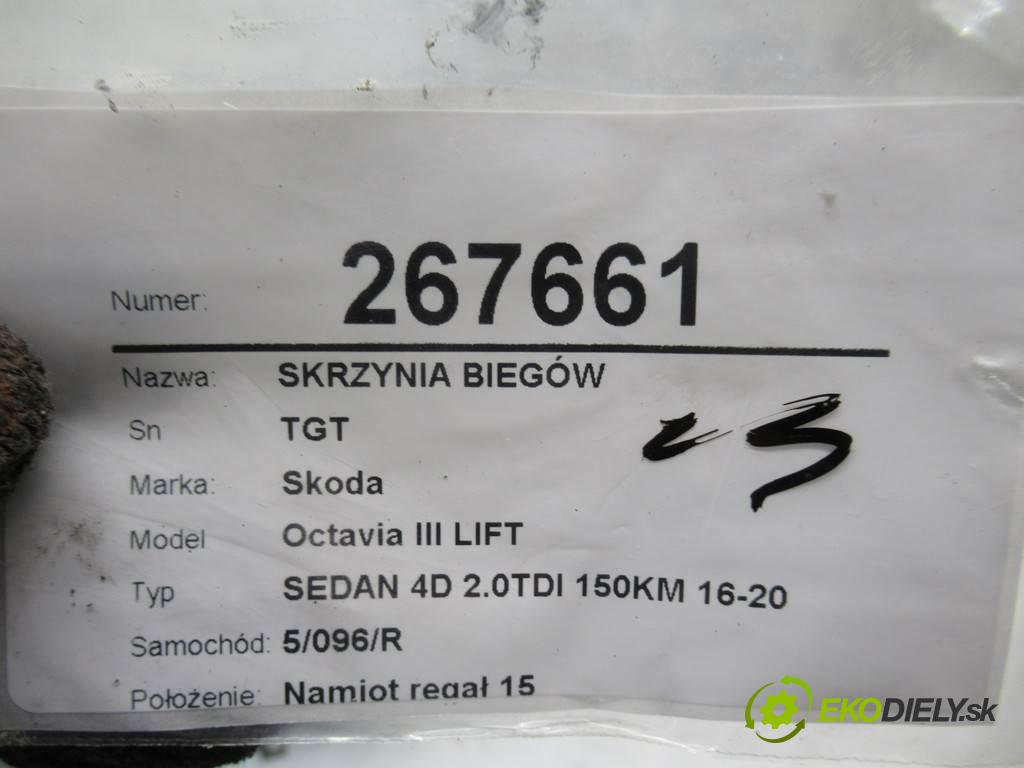 Numer: 267661
Nazwa: SKRZYNIA BIEGÓW
Sn TGT
23
Marka: Skoda
Model Octavia III LIFT
Typ SEDAN 4D 2.0TDI 150KM 16-20
Samochód: 5/096/R
Położenie: Namiot regał 15
EKODIELY.sk